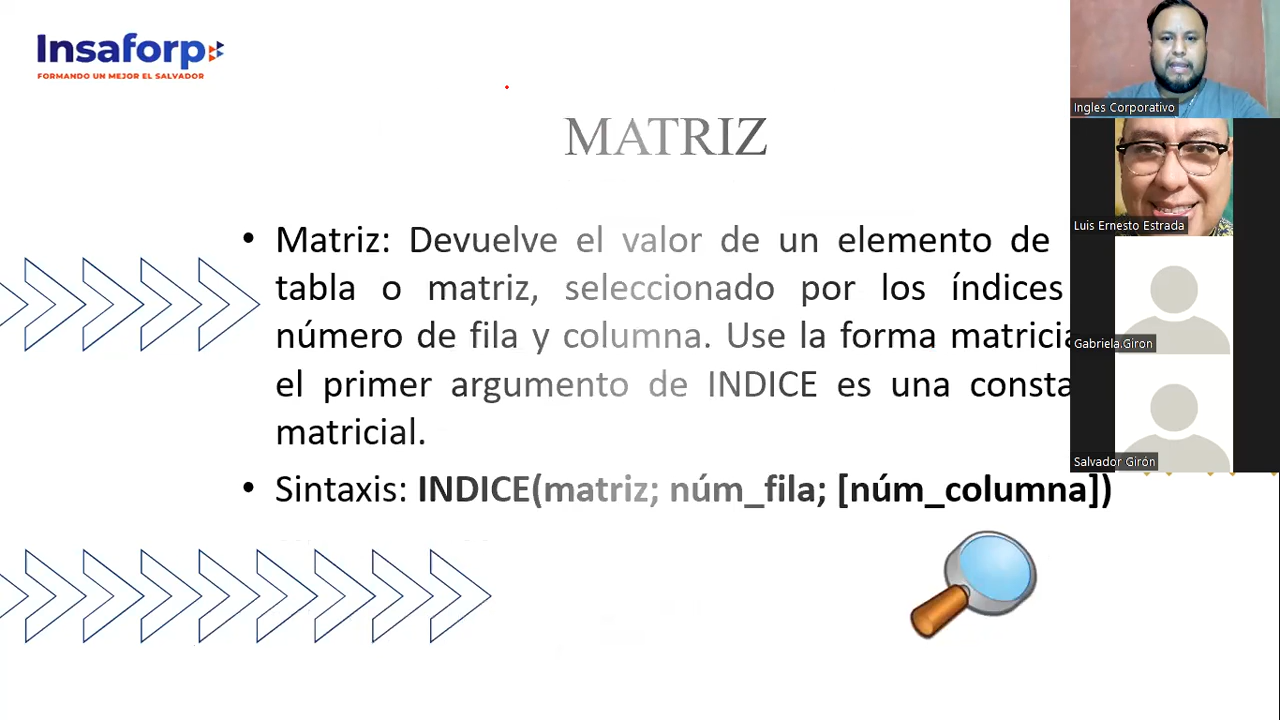 Insaforp
FORMANDO UN MEJOR EL SALVADOR
MATRIZ
• Matriz: Devuelve el valor de un elemento de
tabla o matriz, seleccionado por los índices
número de fila y columna. Use la forma matricia
el primer argumento de INDICE es una consta
matricial.
• Sintaxis: INDICE(matriz; núm_fila; [núm_columna])
Ingles Corporativo
Luis Ernesto Estrada
Gabriela.Giron
Salvador Girón